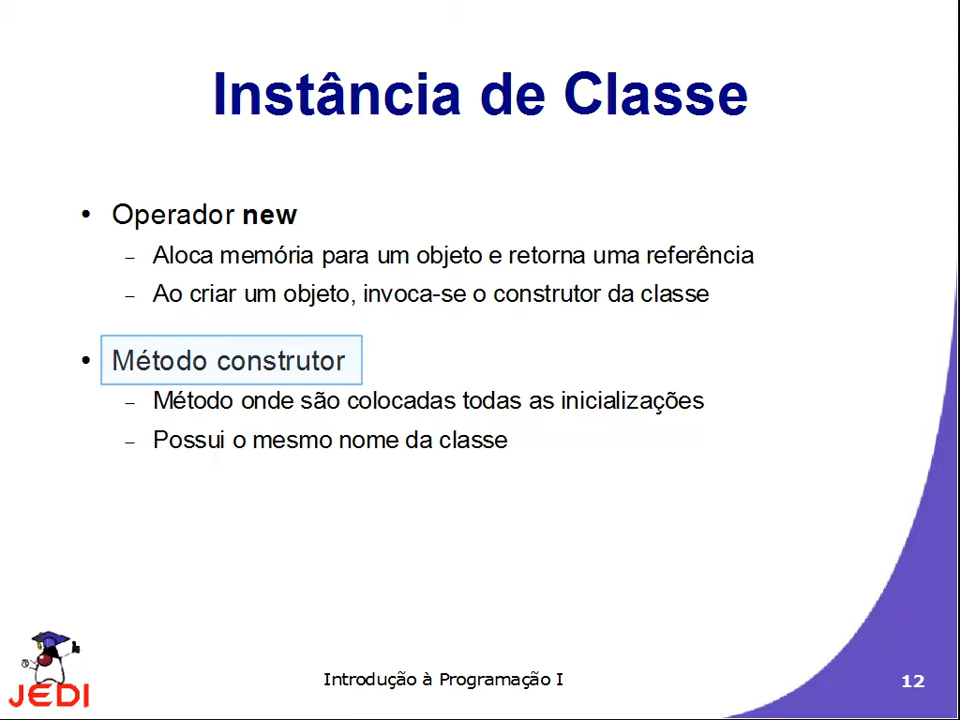 Instância de Classe
• Operador new
– Aloca memória para um objeto e retorna uma referência
– Ao criar um objeto, invoca-se o construtor da classe
• Método construtor
– Método onde são colocadas todas as inicializações
– Possui o mesmo nome da classe
JEDI
Introdução à Programação I
12